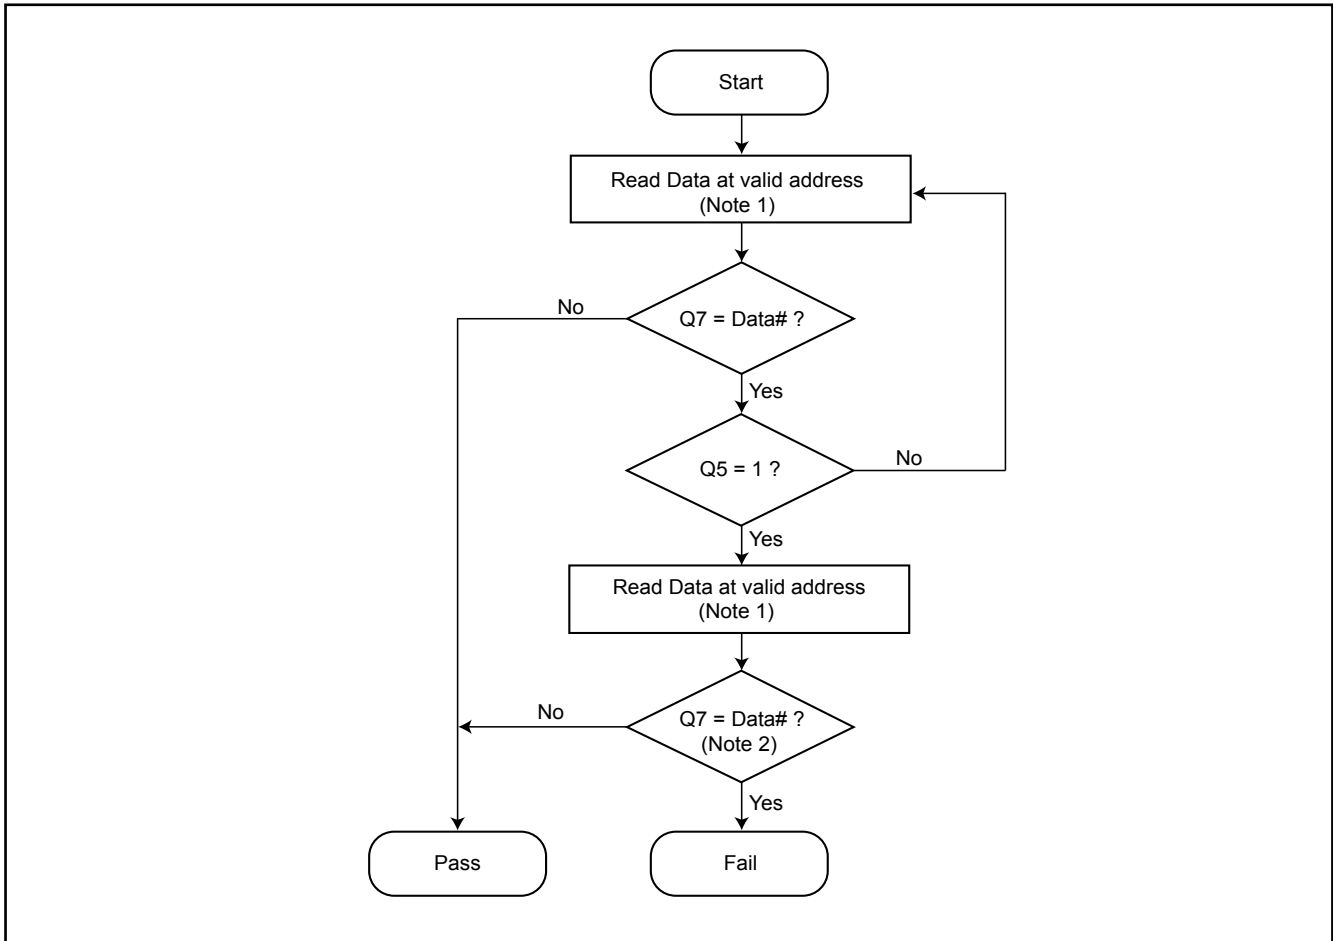 Start
Read Data at valid address
(Note 1)
No
Q7 = Data# ?
Yes
Q5 = 1 ?
No
Yes
Read Data at valid address
(Note 1)
No
Q7 = Data# ?
(Note 2)
Yes
Pass
Fail